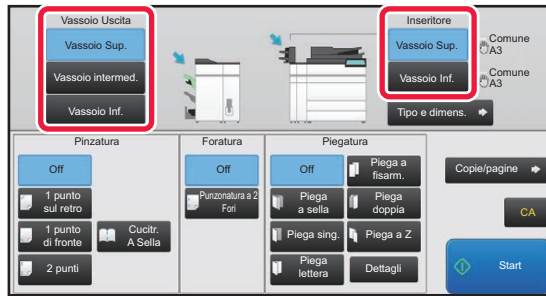 Vassoio Uscita
Vassoio Sup.
Vassoio intermed.
Vassoio Inf.
Inseritore
Vassoio Sup.
Comune
A3
Vassoio Inf.
Comune
A3
Tipo e dimens.
Pinzatura
Off
1 punto
sul retro
1 punto
di fronte
Cucitr.
A Sella
2 punti
Foratura
Off
Punzonatura a 2
Fori
Piegatura
Off
Piega a
fisarm.
Piega
a sella
Piega
doppia
Piega sing.
Piega a Z
Piega
lettera
Dettagli
Copie/pagine
CA
Start